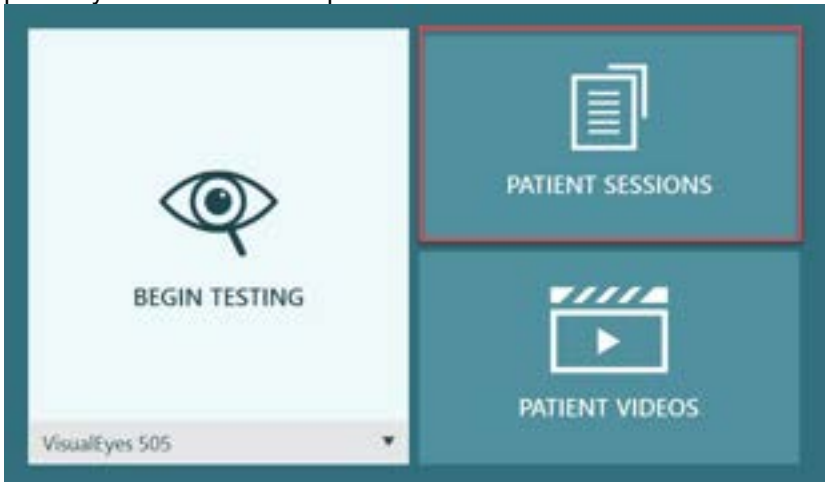 BEGIN TESTING
VisualEyes 505
PATIENT SESSIONS
PATIENT VIDEOS